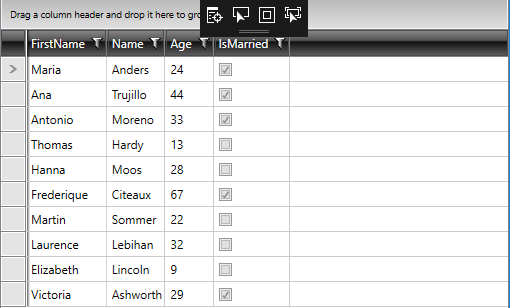 Drag a column header and drop it here to
FirstName Name Age IsMarried
Maria Anders 24
Ana Trujillo 44
Antonio Moreno 33
Thomas Hardy 13
Hanna Moos 28
Frederique Citeaux 67
Martin Sommer 22
Laurence Lebihan 32
Elizabeth Lincoln 9
Victoria Ashworth 29